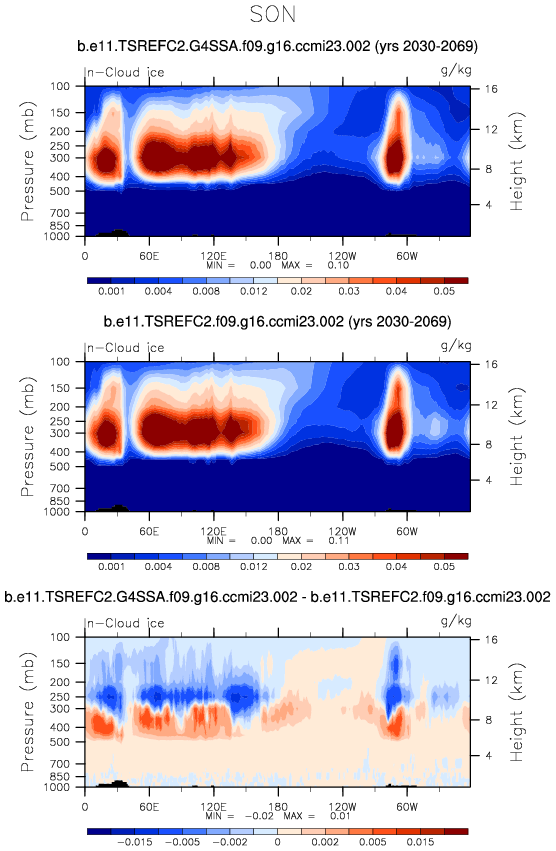 SON
b.e11.TSREFC2.G4SSA.f09.g16.ccmi23.002 (yrs 2030-2069)
In-Cloud ice g/kg
Pressure (mb)
100
150
200
250
300
400
500
700
850
1000
16
12
8
4
Height (km)
0 60E 120E 180 120W 60W
MIN = 0.00 MAX = 0.10
0.001 0.004 0.008 0.012 0.02 0.03 0.04 0.05
b.e11.TSREFC2.f09.g16.ccmi23.002 (yrs 2030-2069)
In-Cloud ice g/kg
Pressure (mb)
100
150
200
250
300
400
500
700
850
1000
16
12
8
4
Height (km)
0 60E 120E 180 120W 60W
MIN = 0.00 MAX = 0.11
0.001 0.004 0.008 0.012 0.02 0.03 0.04 0.05
b.e11.TSREFC2.G4SSA.f09.g16.ccmi23.002 - b.e11.TSREFC2.f09.g16.ccmi23.002
In-Cloud ice g/kg
Pressure (mb)
100
150
200
250
300
400
500
700
850
1000
16
12
8
4
Height (km)
0 60E 120E 180 120W 60W
MIN = -0.02 MAX = 0.01
-0.015 -0.005 -0.002 0 0.002 0.005 0.015